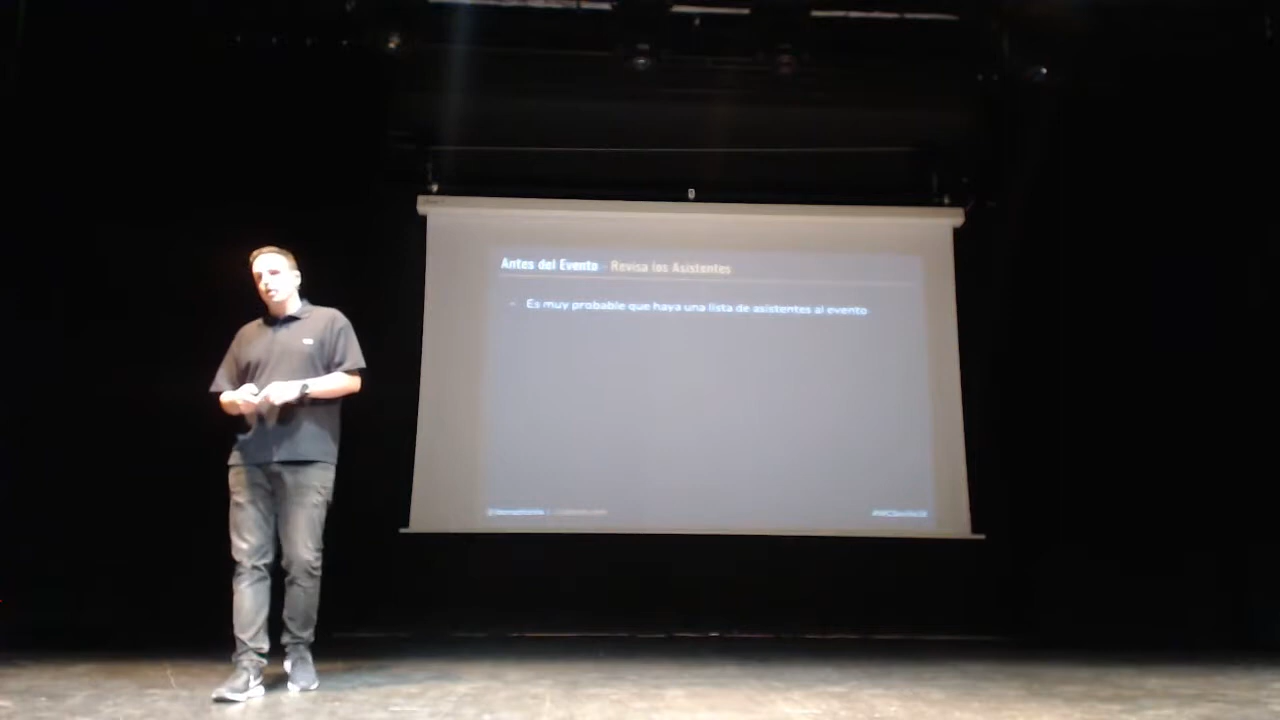 Antes del Evento - Revisa los Asistentes
- Es muy probable que haya una lista de asistentes al evento